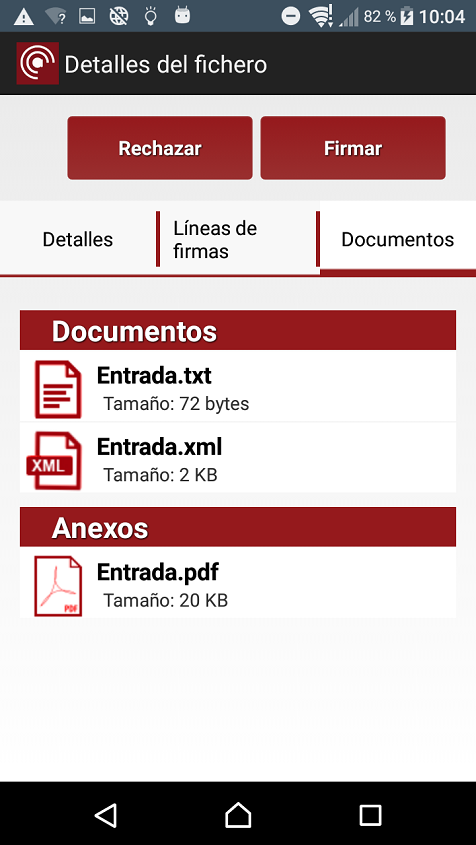 82 % 10:04
Detalles del fichero
Rechazar Firmar
Detalles
Líneas de
firmas
Documentos
Documentos
Entrada.txt
Tamaño: 72 bytes
XML
Entrada.xml
Tamaño: 2 KB
Anexos
Entrada.pdf
Tamaño: 20 KB
PDF